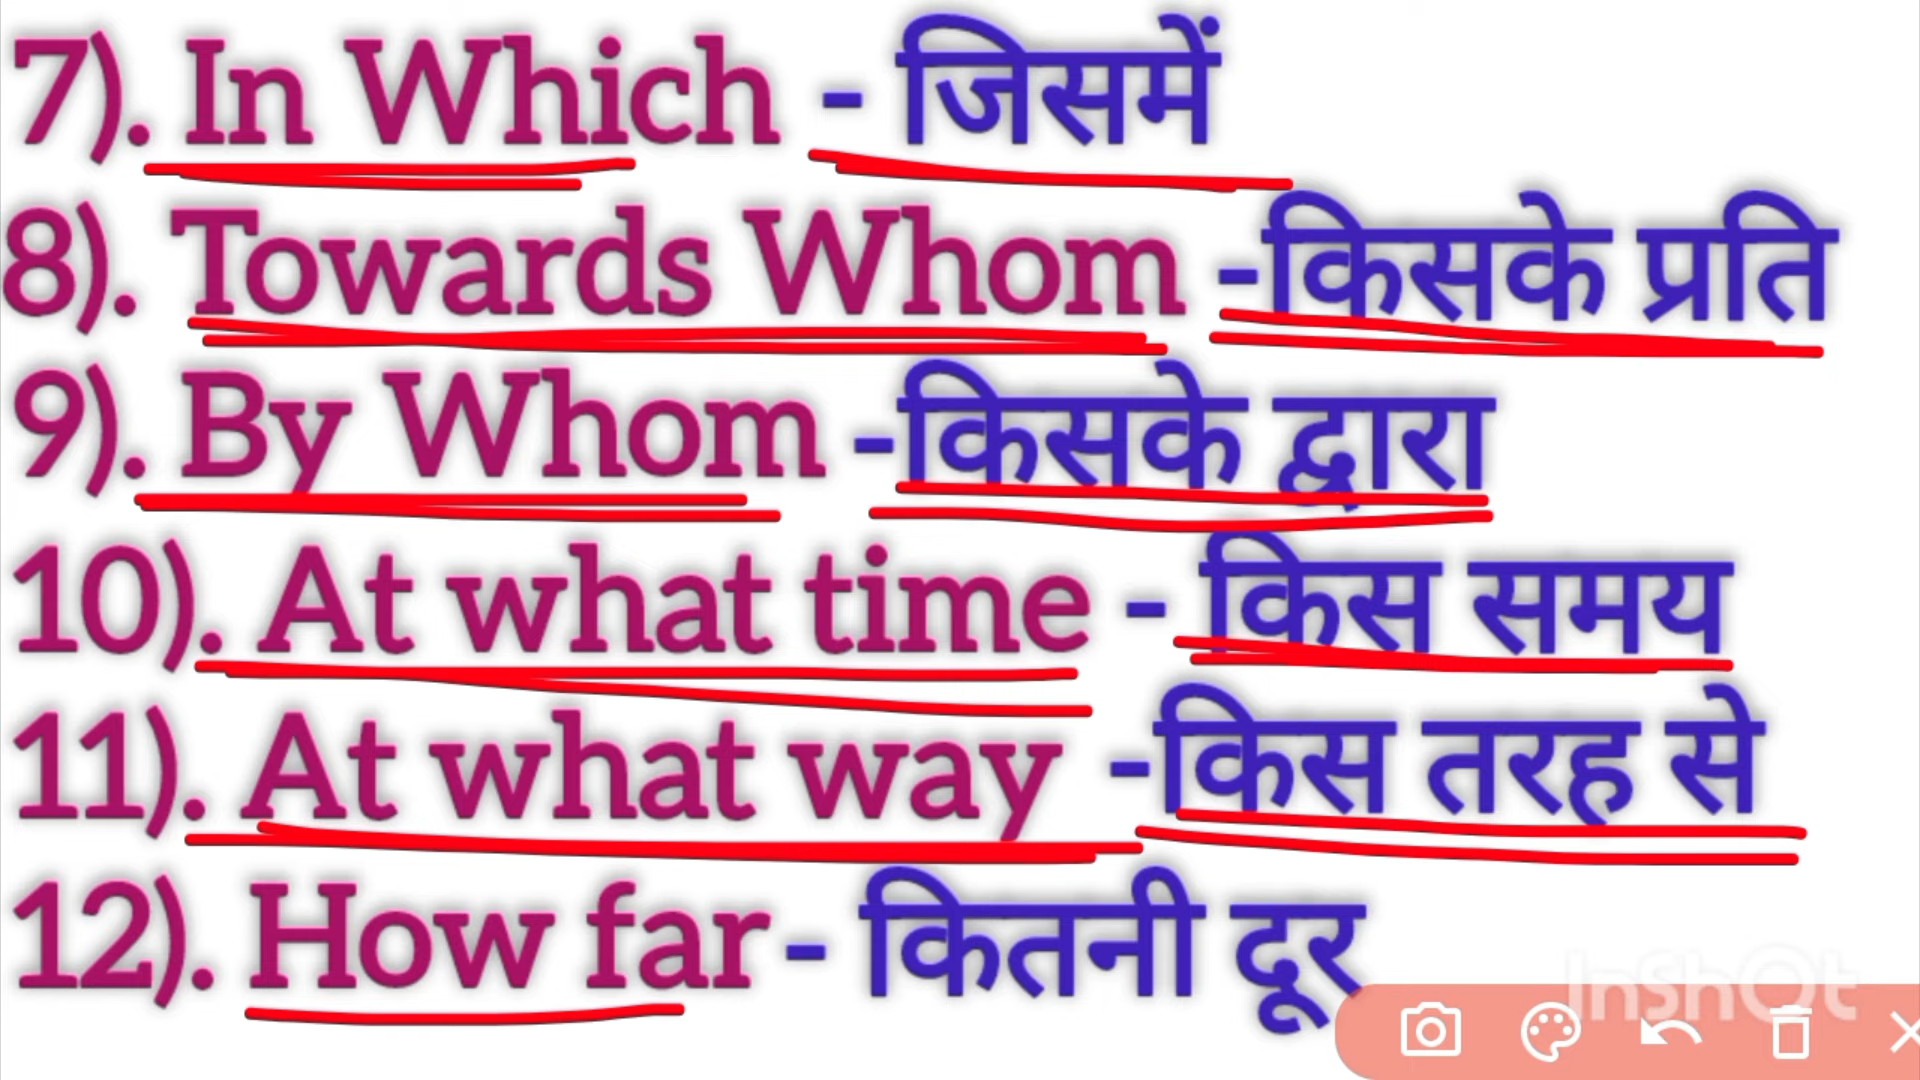 7). In Which - जिसमें
8). Towards Whom -किसके प्रति
9). By Whom -किसके द्वारा
10). At what time - किस समय
11). At what way -किस तरह से
12). How far- कितनी दूर
InShOt